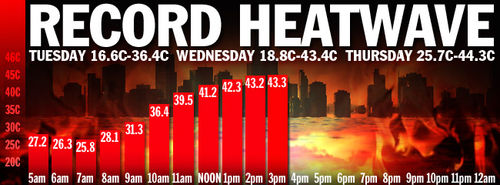 RECORD HEATWAVE
TUESDAY 16.6C-36.4C WEDNESDAY 18.8C-43.4C THURSDAY 25.7C-44.3C
46C
45C
40C
35C
30C
25C
20C
27.2 26.3 25.8 28.1 31.3 36.4 39.5 41.2 42.3 43.2 43.3
5am 6am 7am 8am 9am 10am 11am NOON 1pm 2pm 3pm 4pm 5pm 6pm 7pm 8pm 9pm 10pm 11pm 12am